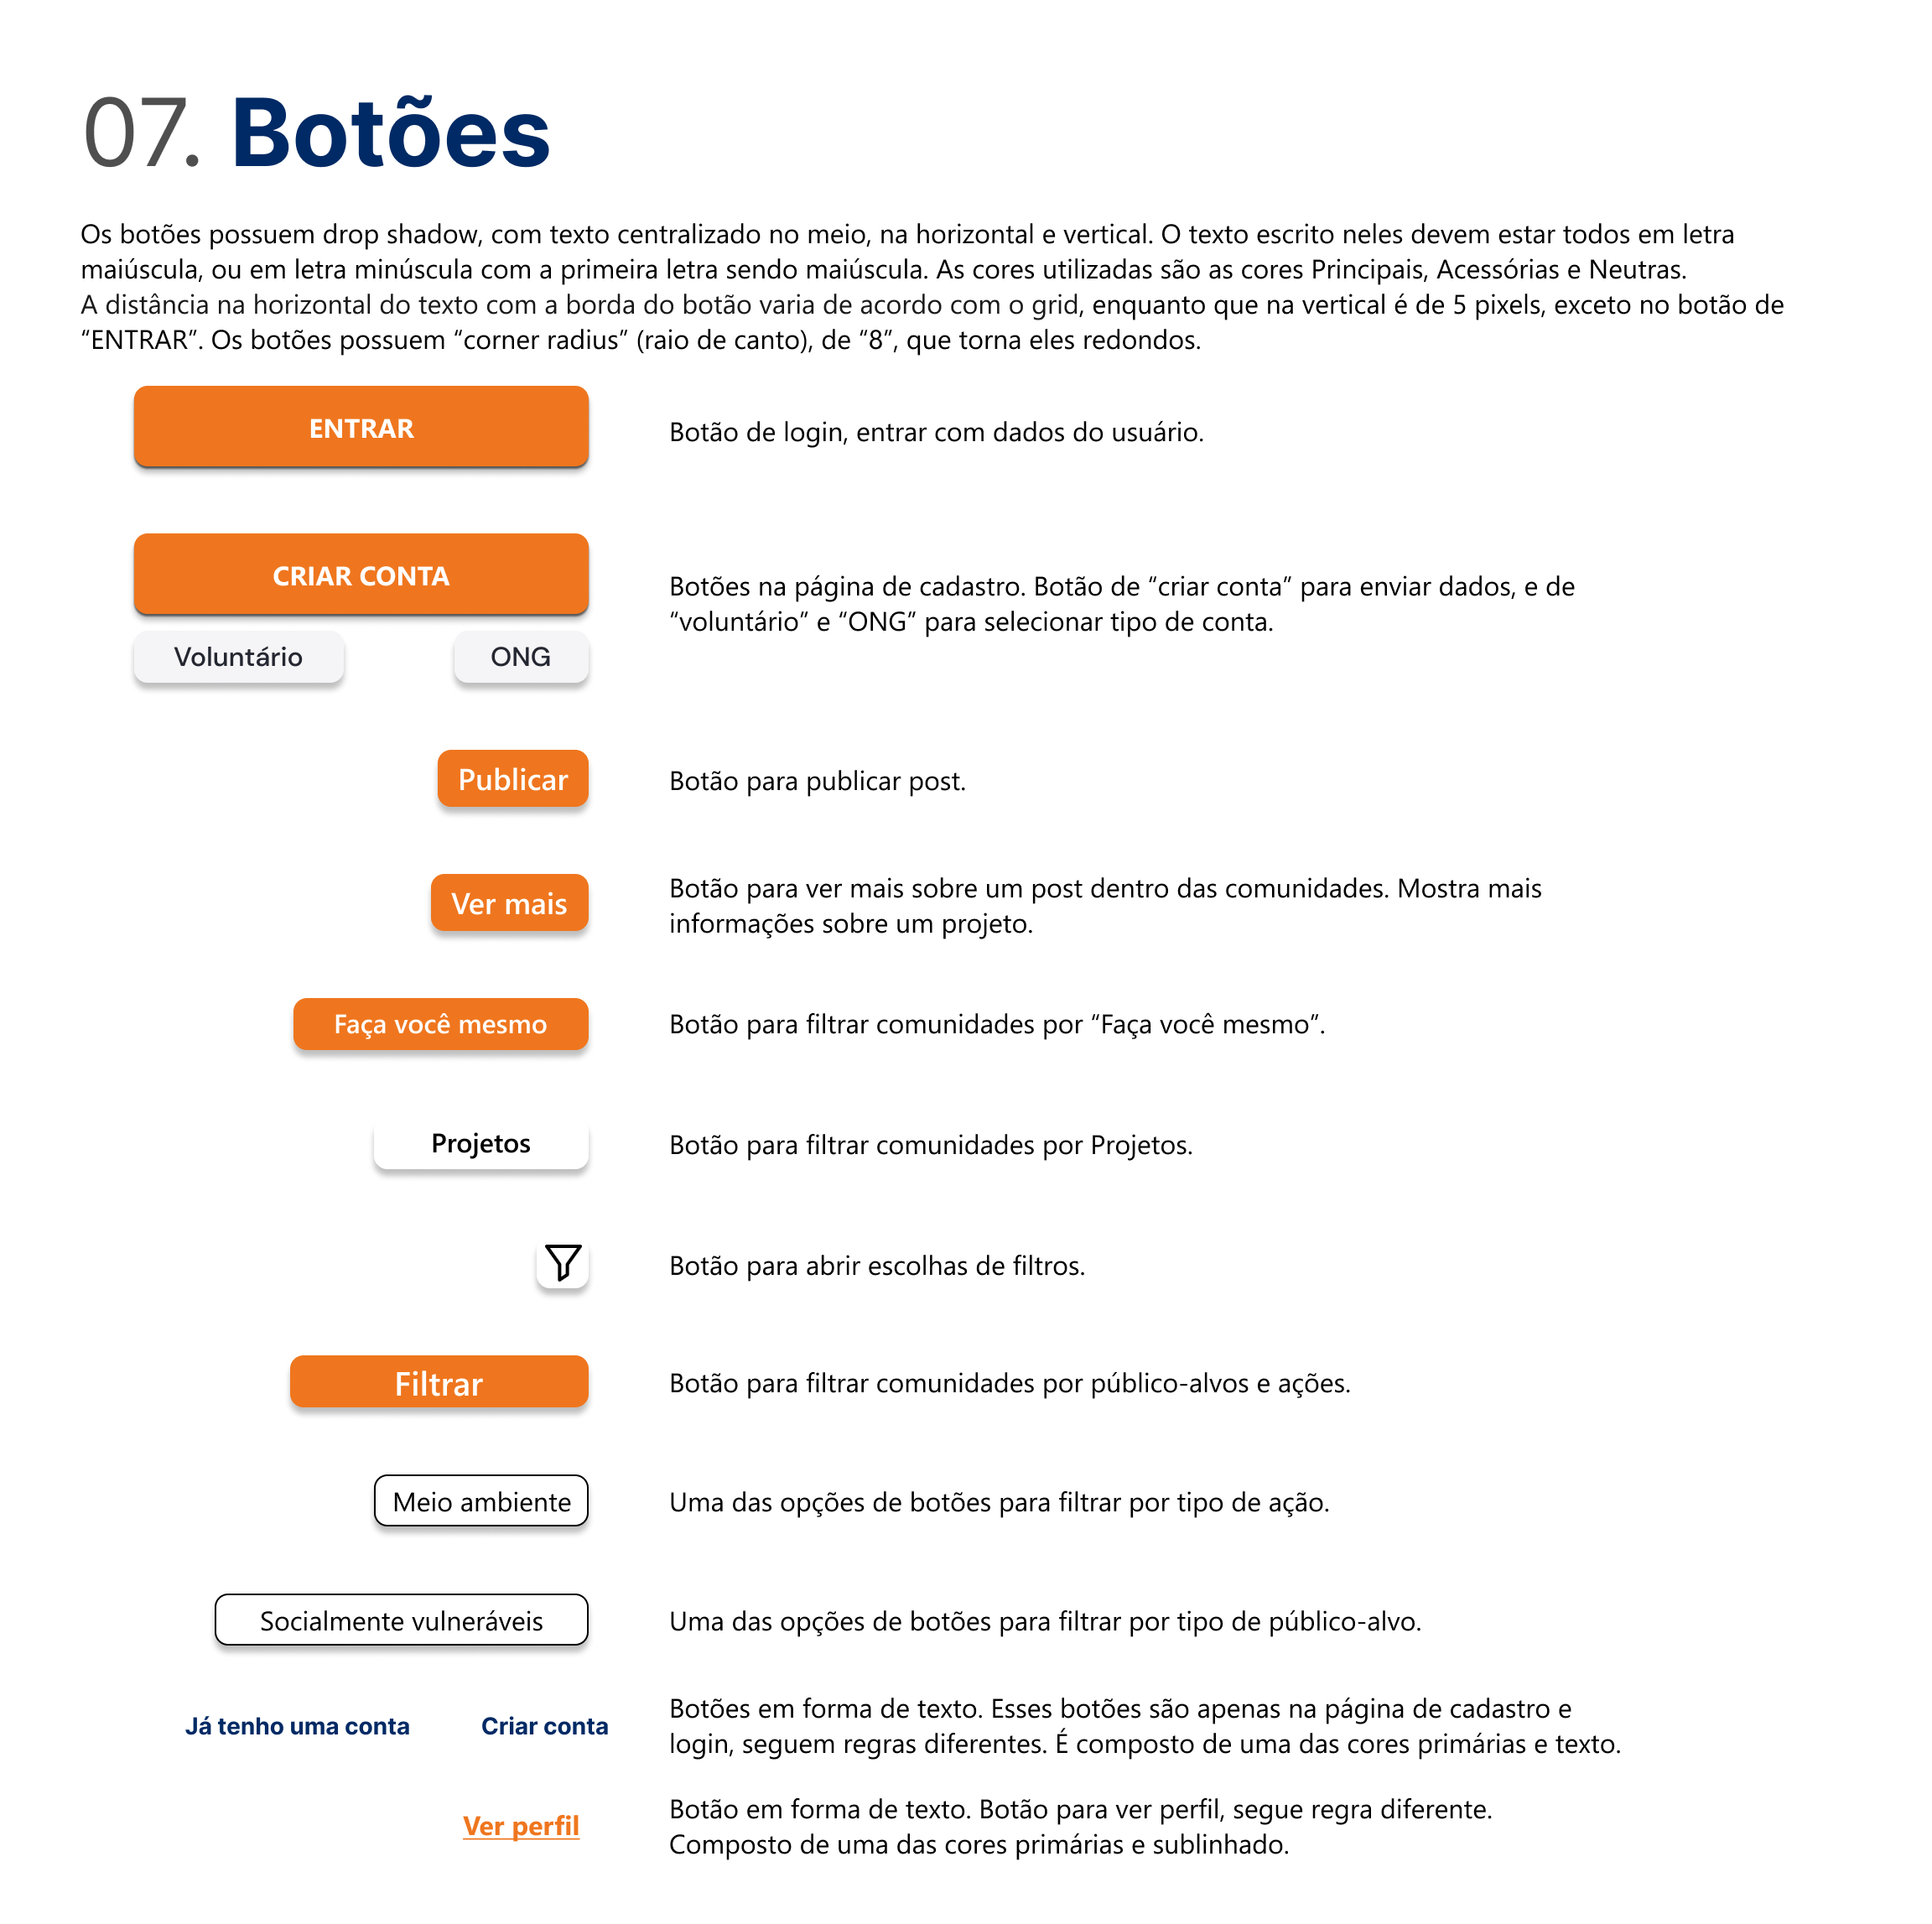 07. Botões
Os botões possuem drop shadow, com texto centralizado no meio, na horizontal e vertical. O texto escrito neles devem estar todos em letra
maiúscula, ou em letra minúscula com a primeira letra sendo maiúscula. As cores utilizadas são as cores Principais, Acessórias e Neutras.
A distância na horizontal do texto com a borda do botão varia de acordo com o grid, enquanto que na vertical é de 5 pixels, exceto no botão de
“ENTRAR”. Os botões possuem “corner radius” (raio de canto), de “8”, que torna eles redondos.
ENTRAR
Botão de login, entrar com dados do usuário.
CRIAR CONTA
Voluntário
ONG
Botões na página de cadastro. Botão de “criar conta” para enviar dados, e de
“voluntário” e “ONG” para selecionar tipo de conta.
Publicar
Botão para publicar post.
Ver mais
Botão para ver mais sobre um post dentro das comunidades. Mostra mais
informações sobre um projeto.
Faça você mesmo
Botão para filtrar comunidades por “Faça você mesmo”.
Projetos
Botão para filtrar comunidades por Projetos.
Botão para abrir escolhas de filtros.
Filtrar
Botão para filtrar comunidades por público-alvos e ações.
Meio ambiente
Uma das opções de botões para filtrar por tipo de ação.
Socialmente vulneráveis
Uma das opções de botões para filtrar por tipo de público-alvo.
Já tenho uma conta
Criar conta
Botões em forma de texto. Esses botões são apenas na página de cadastro e
login, seguem regras diferentes. É composto de uma das cores primárias e texto.
Ver perfil
Botão em forma de texto. Botão para ver perfil, segue regra diferente.
Composto de uma das cores primárias e sublinhado.